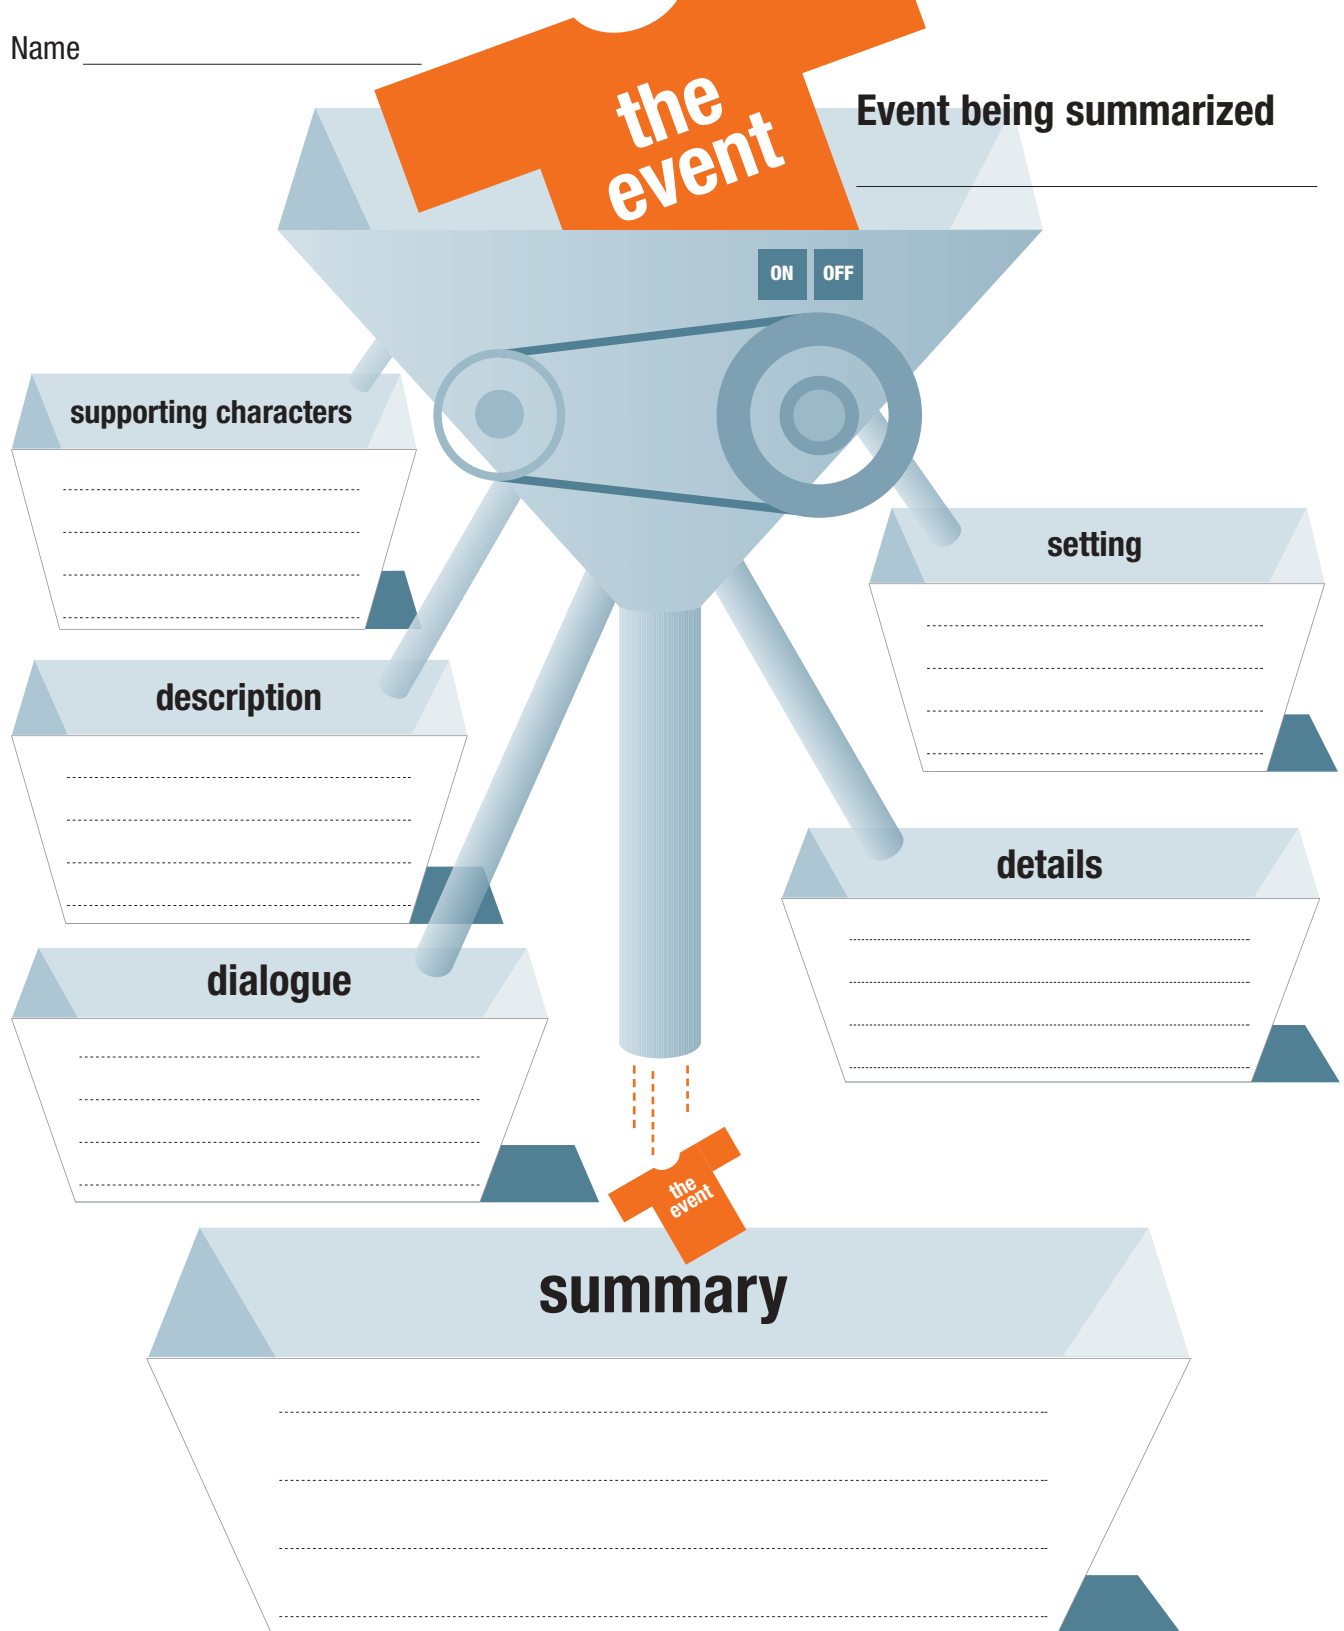 Name
the
event
Event being summarized
ON OFF
supporting characters
setting
description
details
dialogue
the
event
summary